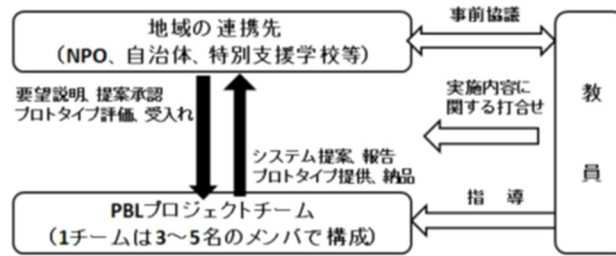 地域の連携先
（NPO、自治体、特別支援学校等）
事前協議
教
員
要望説明、提案承認
プロトタイプ評価、受入れ
実施内容に
関する打合せ
システム提案、報告
プロトタイプ提供、納品
PBLプロジェクトチーム
（1チームは3～5名のメンバで構成）
指　導